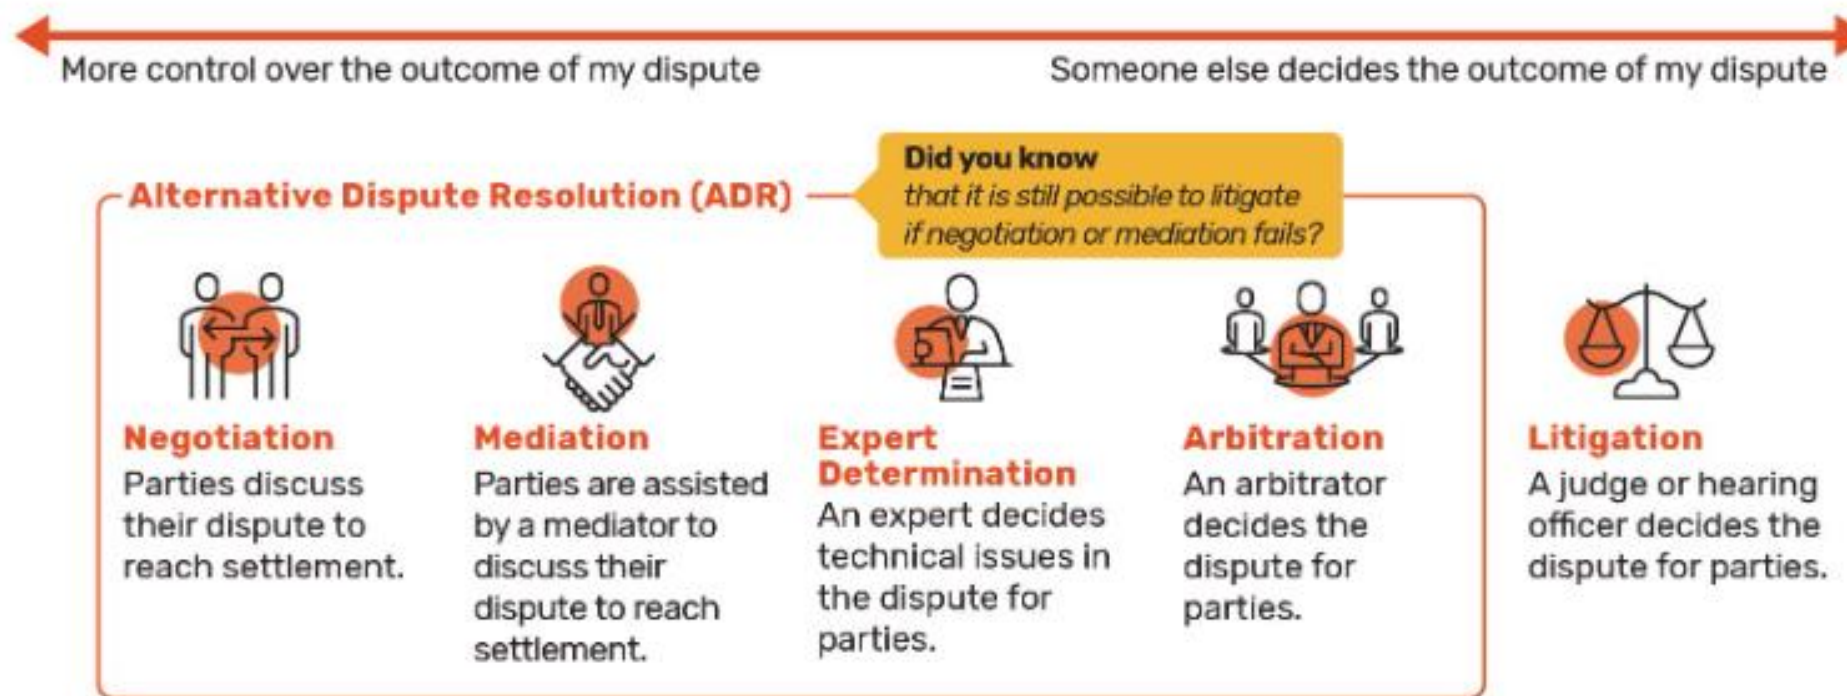 More control over the outcome of my dispute
Someone else decides the outcome of my dispute
Alternative Dispute Resolution (ADR)
Did you know
that it is still possible to litigate
if negotiation or mediation fails?
Negotiation
Parties discuss
their dispute to
reach settlement.
Mediation
Parties are assisted
by a mediator to
discuss their
dispute to reach
settlement.
Expert
Determination
An expert decides
technical issues in
the dispute for
parties.
Arbitration
An arbitrator
decides the
dispute for
parties.
Litigation
A judge or hearing
officer decides the
dispute for parties.